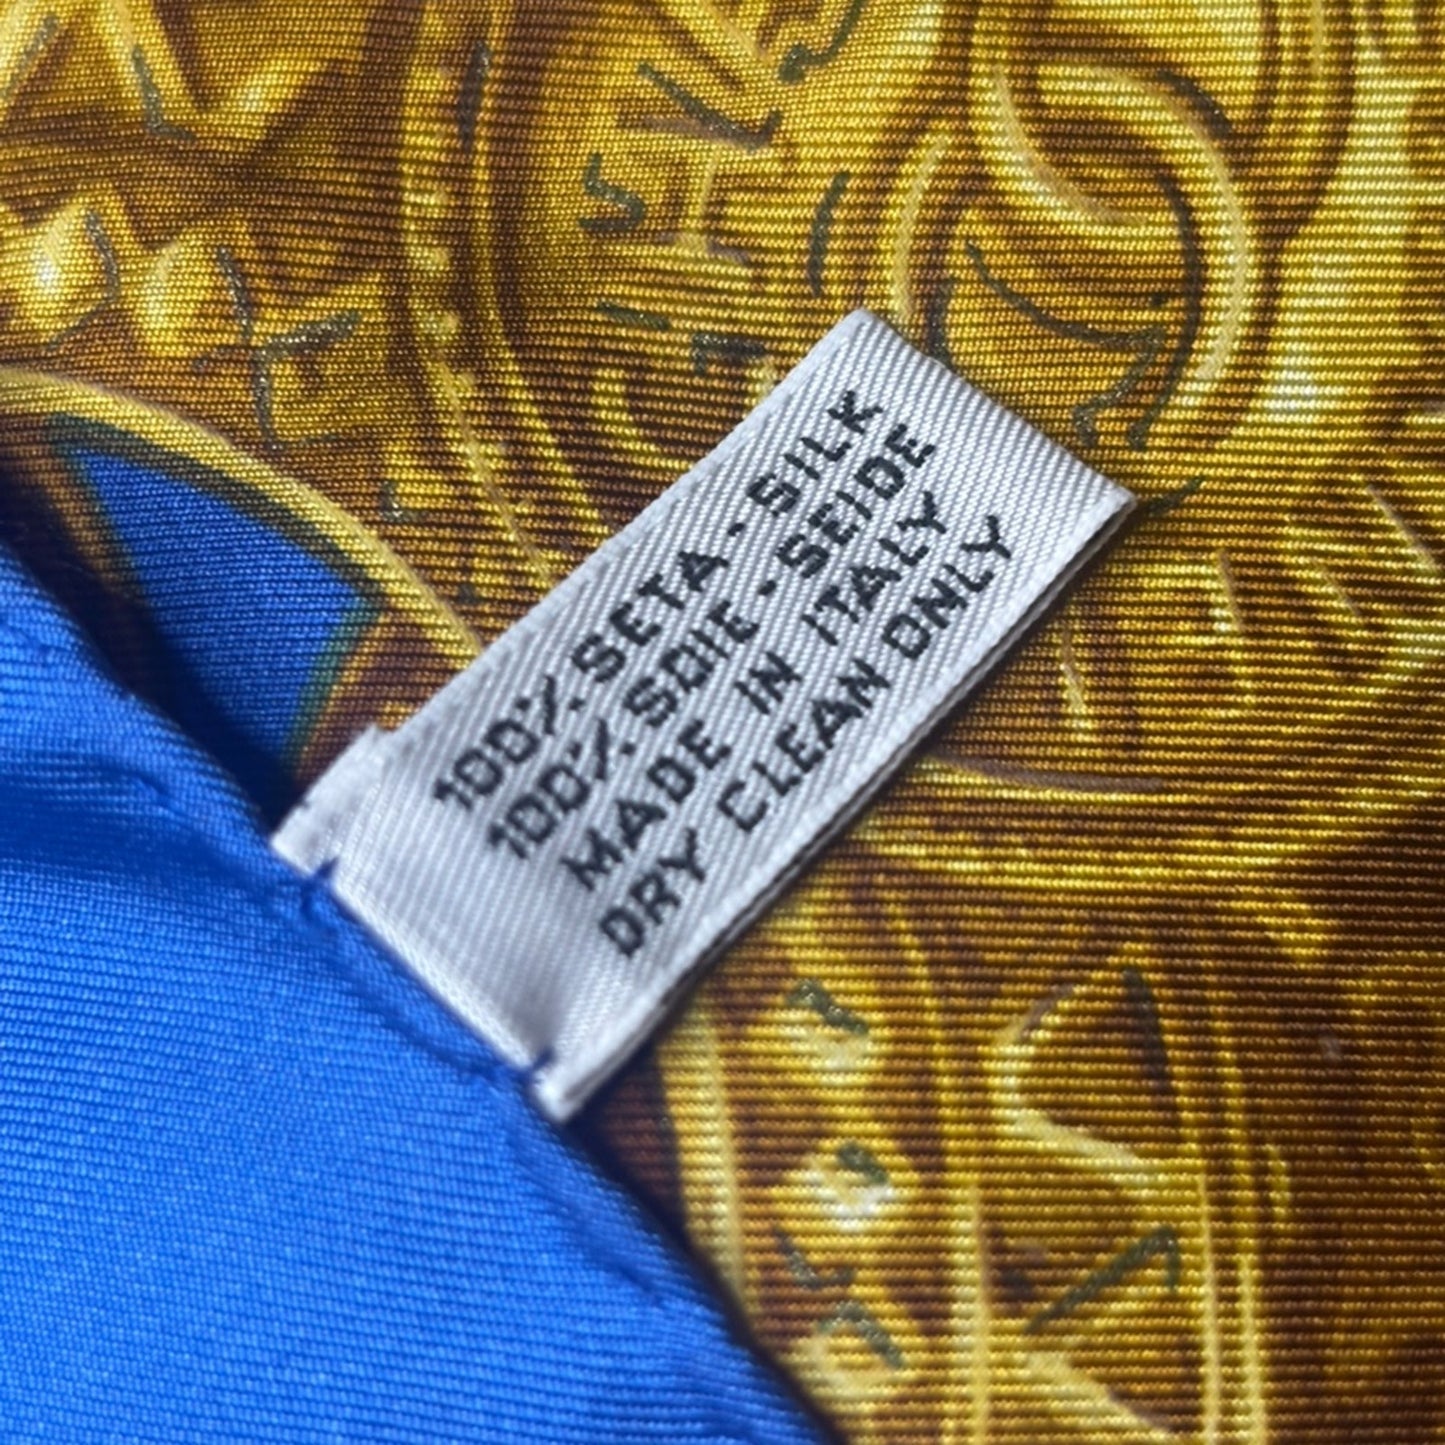 100% SETA - SILK
100% SOIE - SEIDE
MADE IN ITALY
DRY CLEAN ONLY